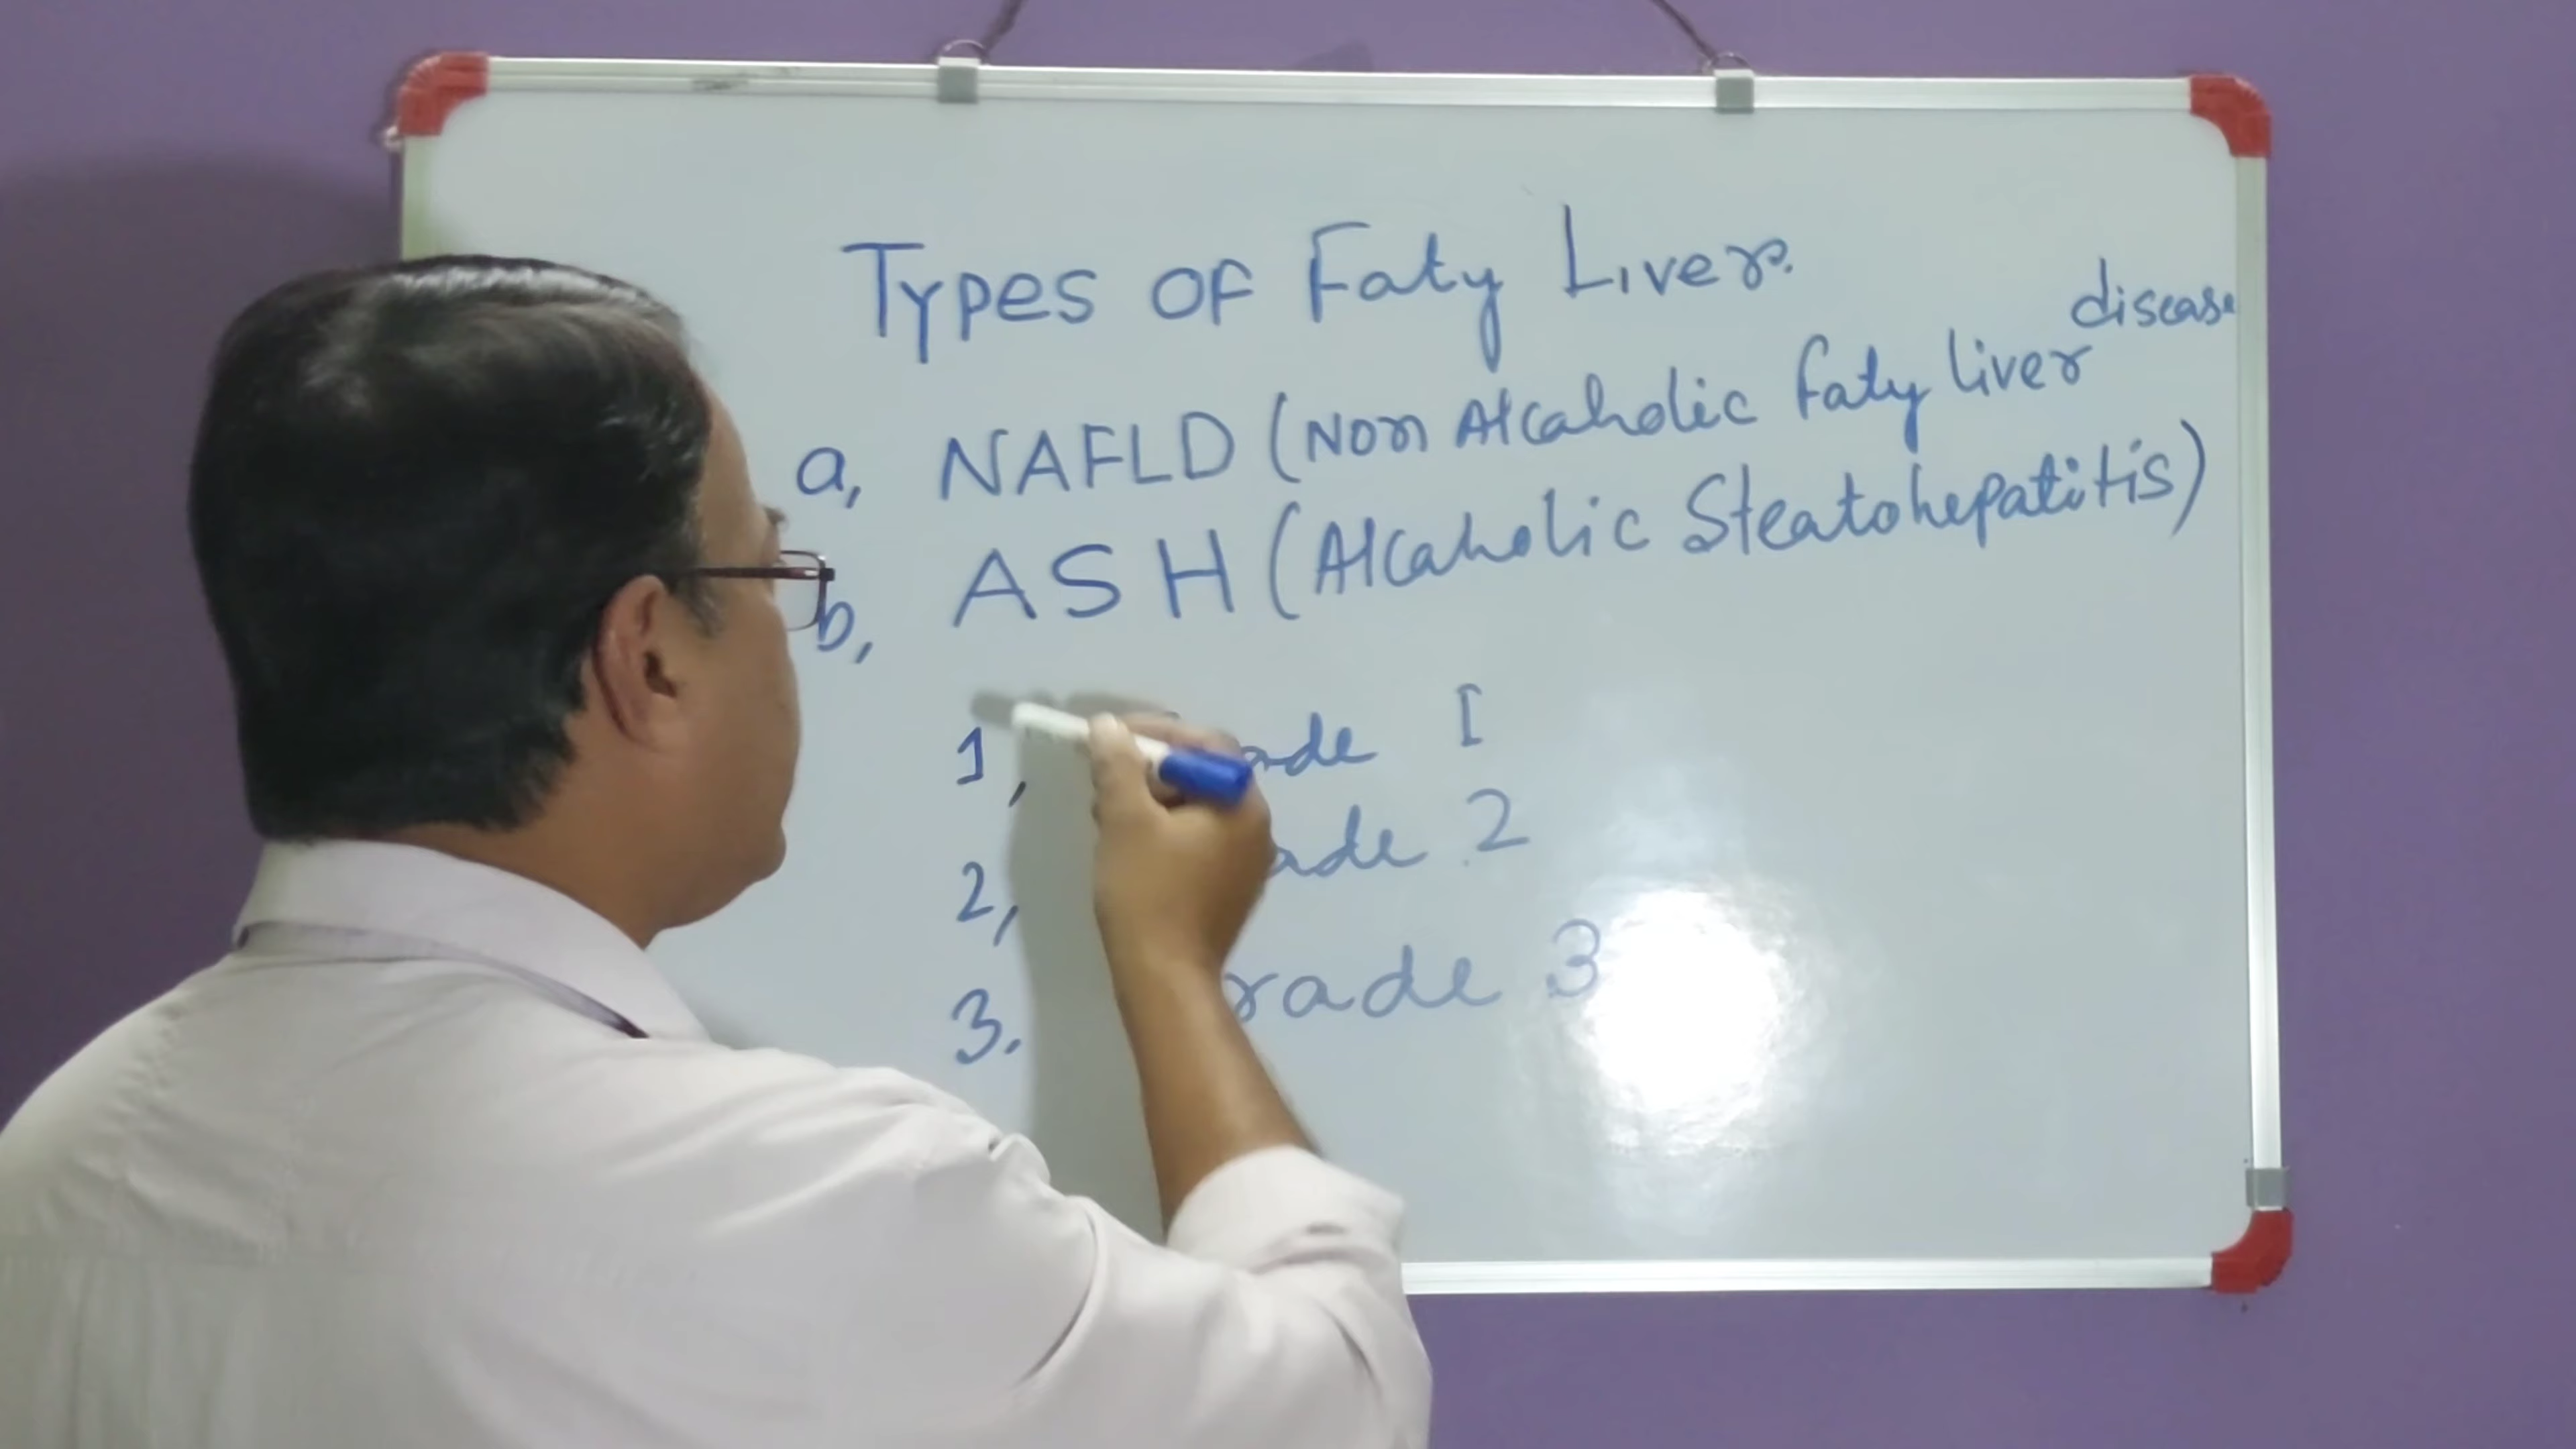 Types OF Faty Liver.
disease
a, NAFLD (Non Alcaholic faty liver
b, ASH (Alcaholic Steatohepatitis)
1, ade I
2, ade 2
3. rade 3